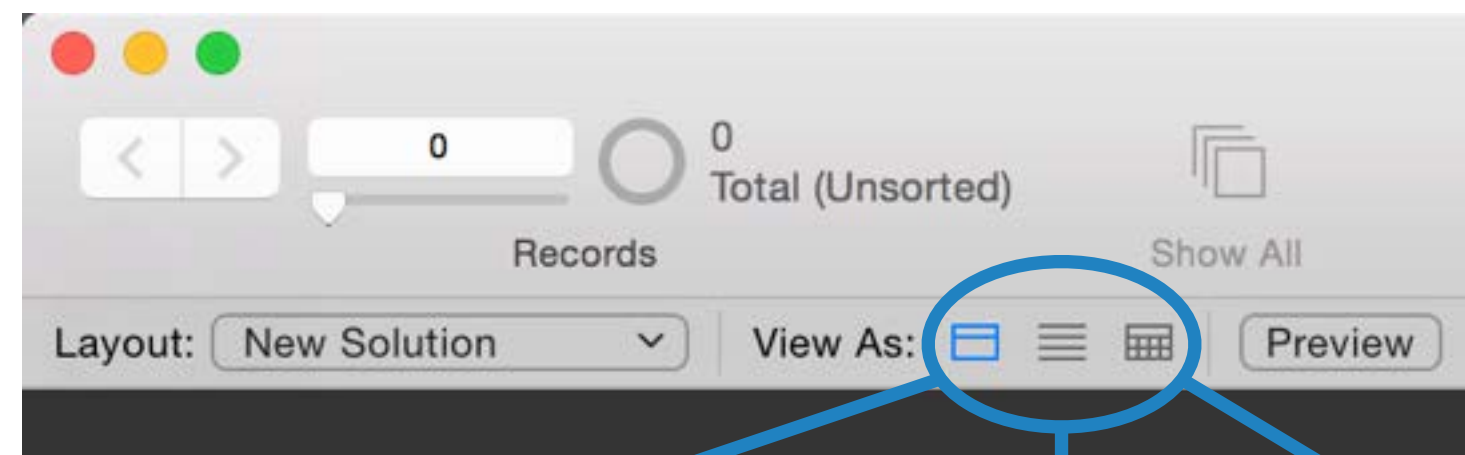 0
0
Total (Unsorted)
Records
Show All
Layout: New Solution View As: Preview